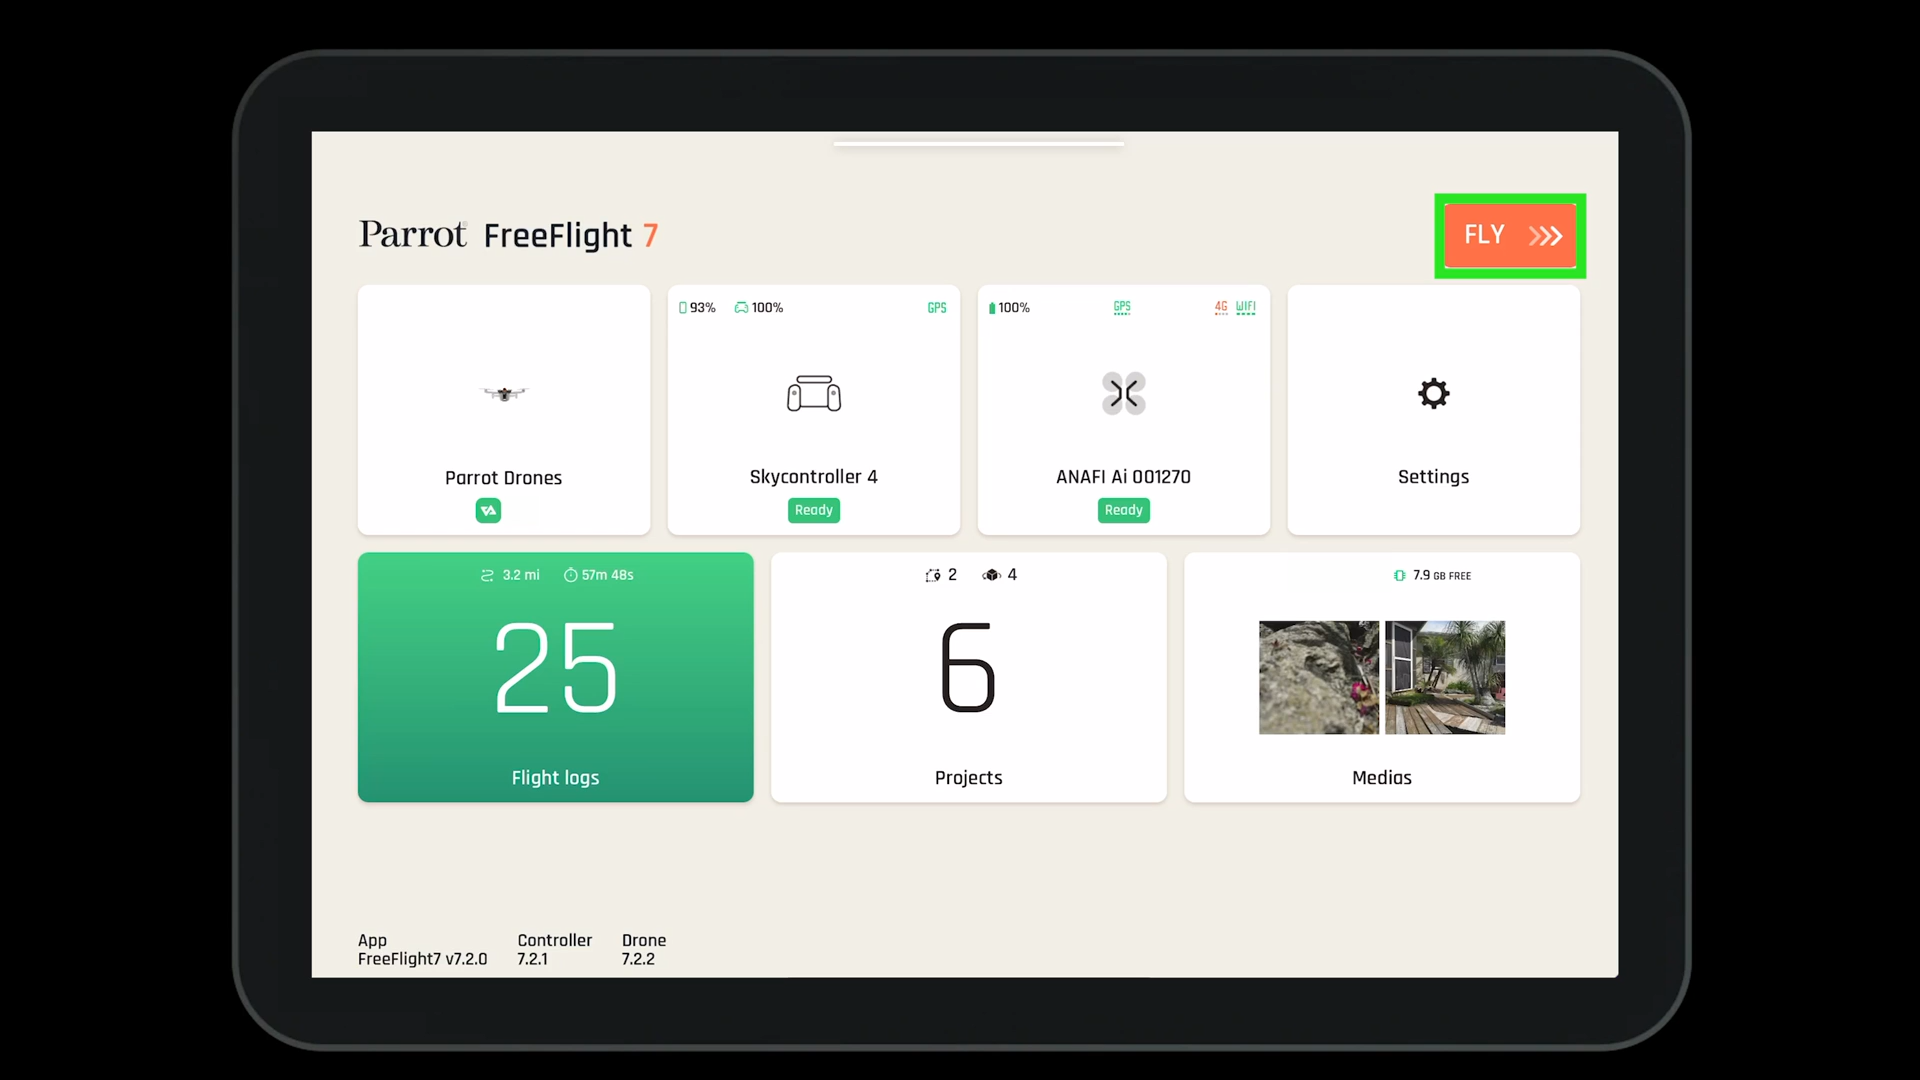 Parrot FreeFlight 7
FLY
Parrot Drones
93% 100% GPS
Skycontroller 4
Ready
100% GPS 4G WIFI
ANAFI Ai 001270
Ready
Settings
3.2 mi 57m 48s
25
Flight logs
2 4
6
Projects
7.9 GB FREE
Medias
App
FreeFlight7 v7.2.0
Controller
7.2.1
Drone
7.2.2